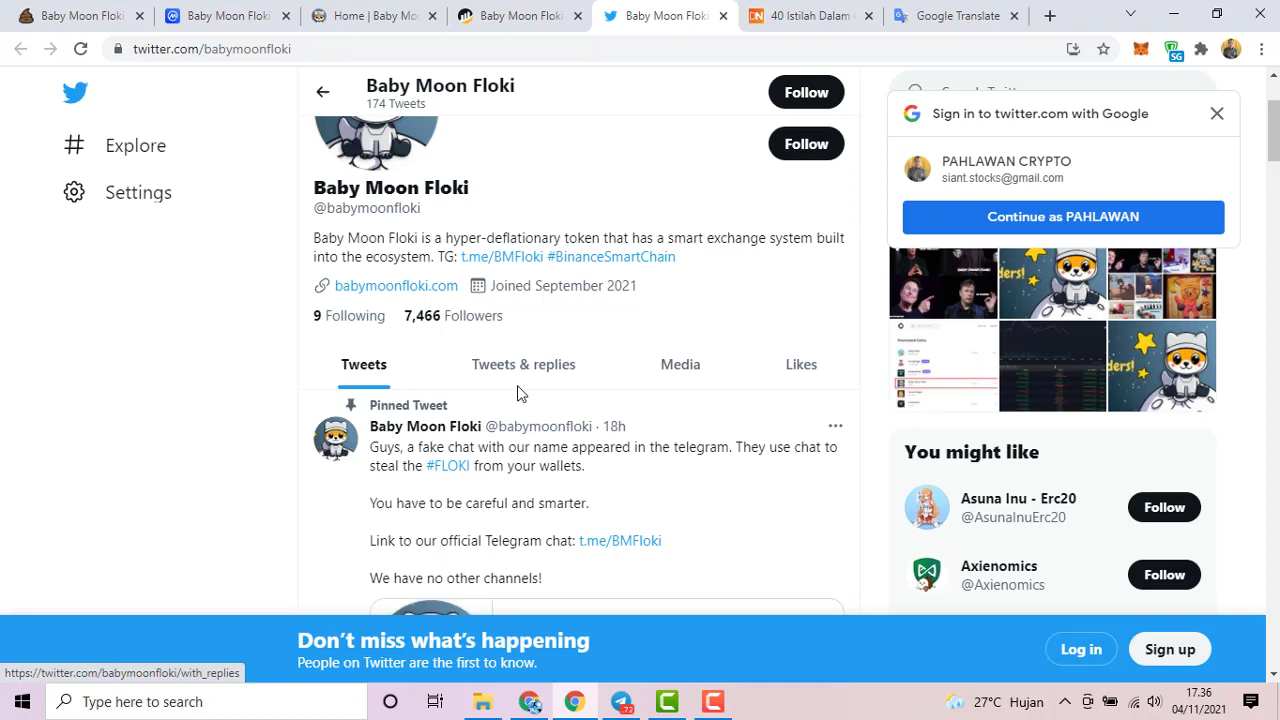 Baby Moon Floki
Baby Moon Flok
Home - Floki
Baby Moon Floki
Baby Moon Flok
40 Istilah Dalam
Google Translate
twitter.com/babymoonfloki
SG
Baby Moon Floki
174 Tweets
Follow
Explore
Settings
Follow
Baby Moon Floki
@babymoonfloki
Baby Moon Floki is a hyper-deflationary token that has a smart exchange system built
into the ecosystem. TG: t.me/BMFloki #BinanceSmartChain
babymoonfloki.com Joined September 2021
9 Following 7,466 Followers
Tweets Tweets & replies Media Likes
Pinned Tweet
Baby Moon Floki @babymoonfloki · 18h
Guys, a fake chat with our name appeared in the telegram. They use chat to
steal the #FLOKI from your wallets.
You have to be careful and smarter.
Link to our official Telegram chat: t.me/BMFloki
We have no other channels!
Sign in to twitter.com with Google
PAHLAWAN CRYPTO
siant.stocks@gmail.com
Continue as PAHLAWAN
You might like
Asuna Inu - Erc20
@AsunaInuErc20
Follow
Axienomics
@Axienomics
Follow
Don't miss what's happening
People on Twitter are the first to know.
Log in
Sign up
https://twitter.com/babymoonfloki/with_replies
Type here to search
72
27°C Hujan
17.36
04/11/2021